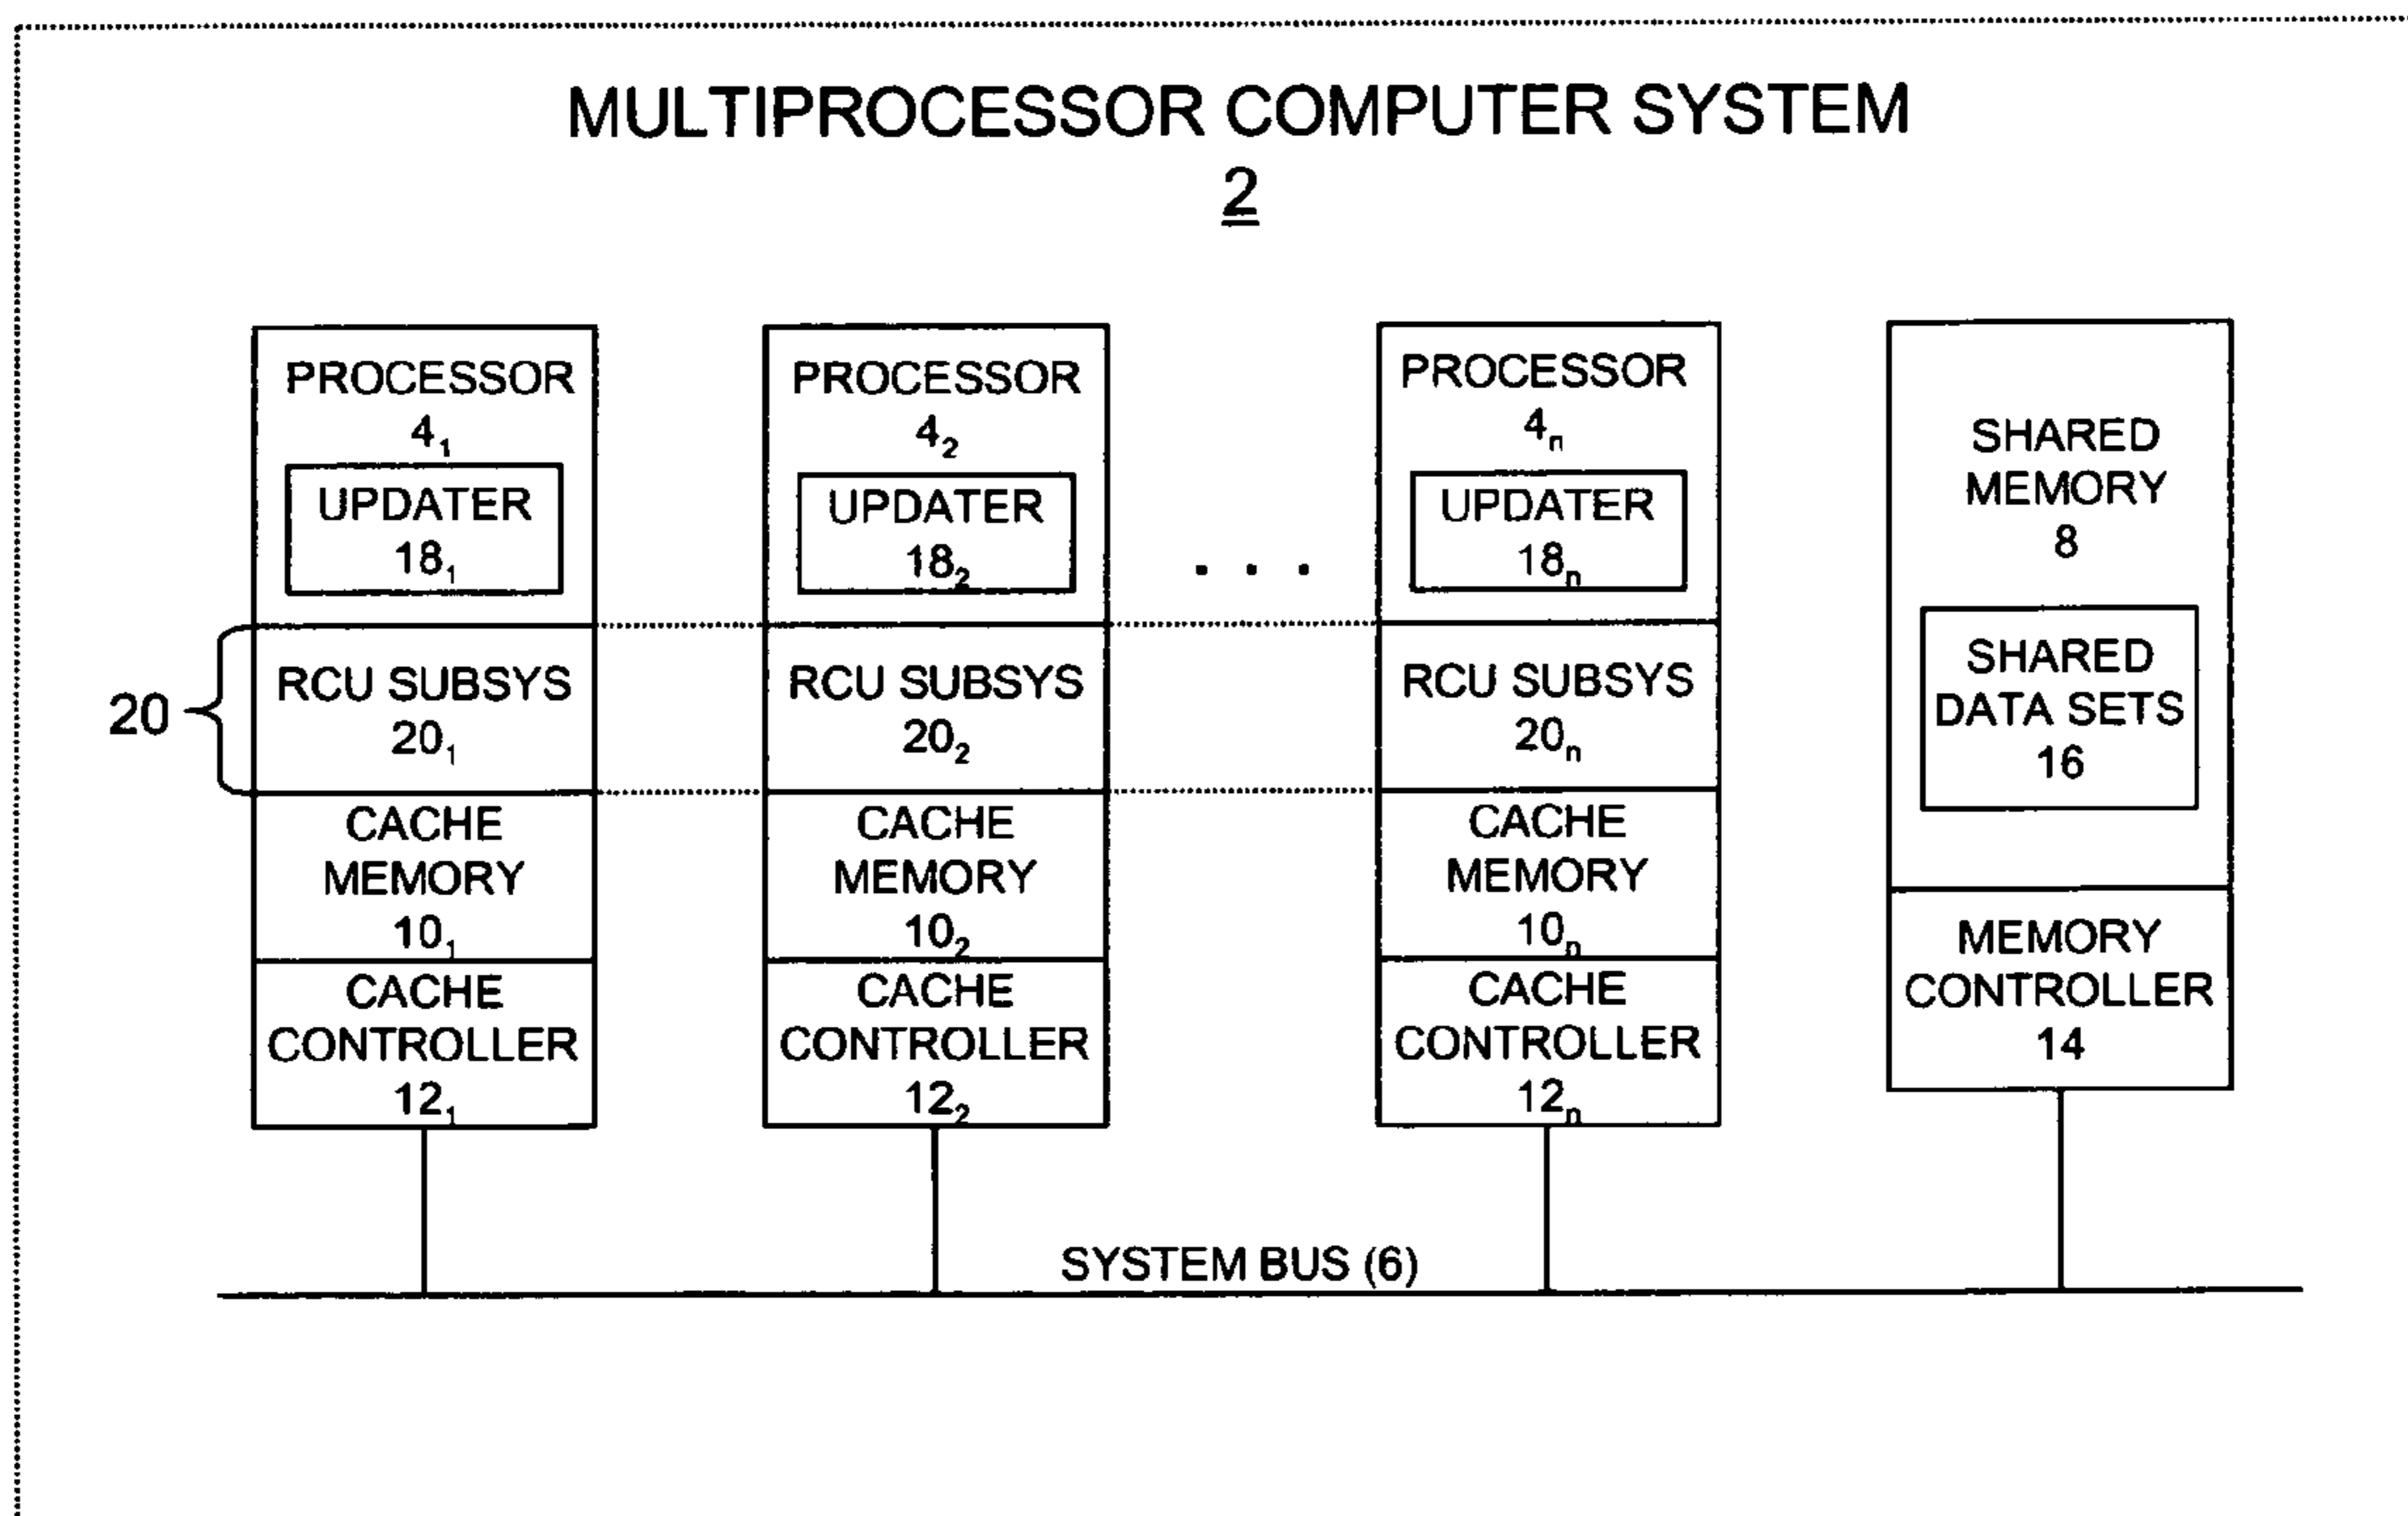 MULTIPROCESSOR COMPUTER SYSTEM
2
PROCESSOR
4₁
UPDATER
18₁
RCU SUBSYS
20₁
CACHE
MEMORY
10₁
CACHE
CONTROLLER
12₁
20
PROCESSOR
4₂
UPDATER
18₂
RCU SUBSYS
20₂
CACHE
MEMORY
10₂
CACHE
CONTROLLER
12₂
. . .
PROCESSOR
4ₙ
UPDATER
18ₙ
RCU SUBSYS
20ₙ
CACHE
MEMORY
10ₙ
CACHE
CONTROLLER
12ₙ
SHARED
MEMORY
8
SHARED
DATA SETS
16
MEMORY
CONTROLLER
14
SYSTEM BUS (6)